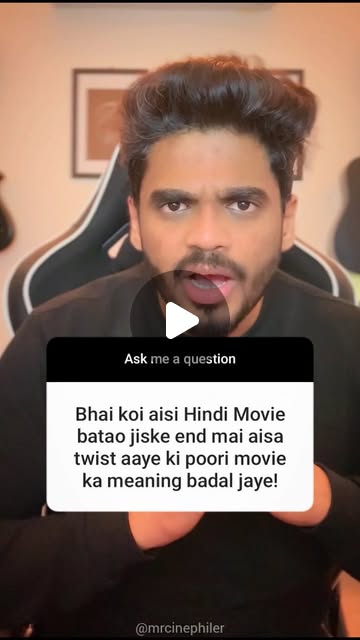 Ask me a question
Bhai koi aisi Hindi Movie
batao jiske end mai aisa
twist aaye ki poori movie
ka meaning badal jaye!
@mrcinephiler